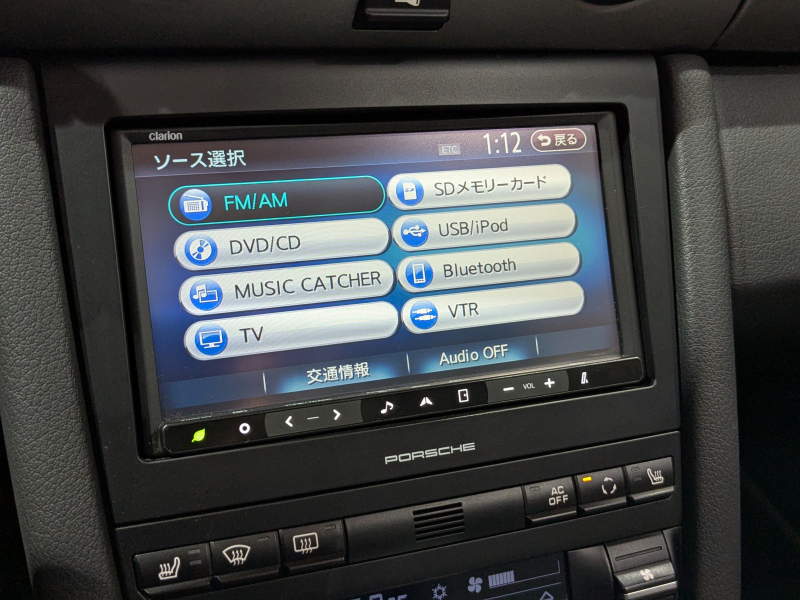 Clarion
ソース選択
ETC
1:12
戻る
FM/AM
SDメモリーカード
DVD/CD
USB/iPod
MUSIC CATCHER
Bluetooth
TV
VTR
交通情報
Audio OFF
VOL
PORSCHE
AC
OFF